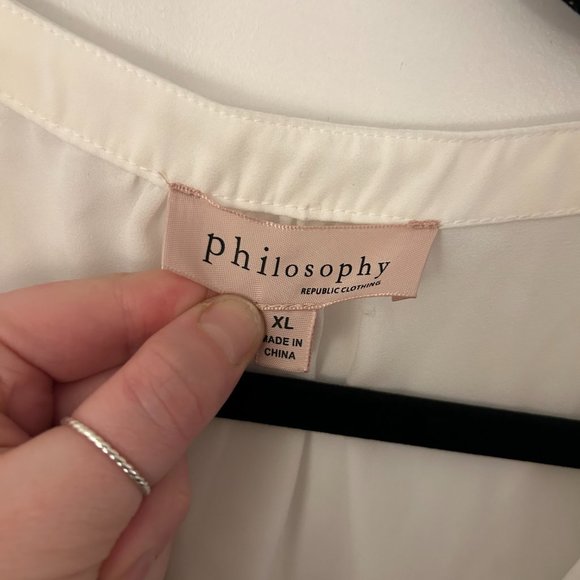 philosophy
REPUBLIC CLOTHING
XL
MADE IN
CHINA